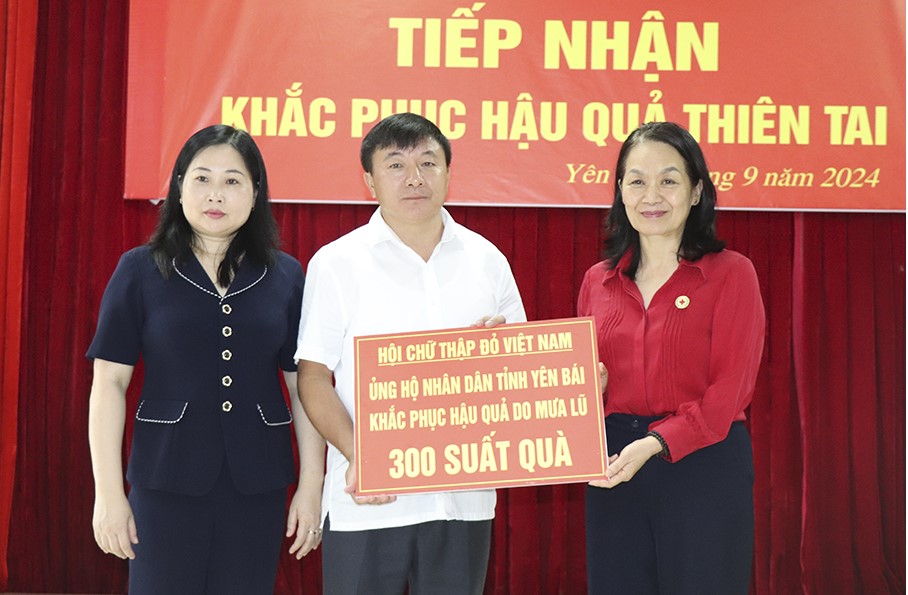 TIẾP NHẬN
KHẮC PHỤC HẬU QUẢ THIÊN TAI
Yên 9 năm 2024
HỘI CHỮ THẬP ĐỎ VIỆT NAM
ỦNG HỘ NHÂN DÂN TỈNH YÊN BÁI
KHẮC PHỤC HẬU QUẢ DO MƯA LŨ
300 SUẤT QUÀ